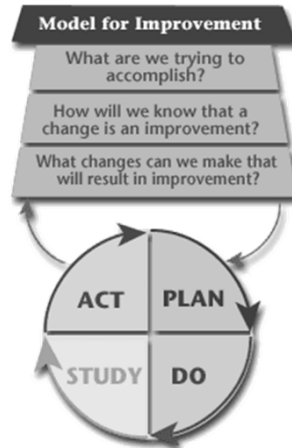 Model for Improvement
What are we trying to
accomplish?
How will we know that a
change is an improvement?
What changes can we make that
will result in improvement?
ACT
PLAN
STUDY
DO